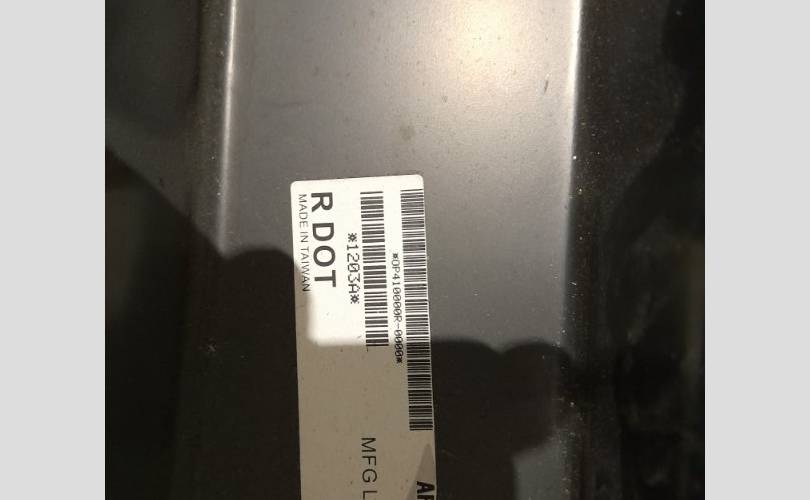 *DP410000R-0000*
*1203A*
R DOT
MADE IN TAIWAN
MFG